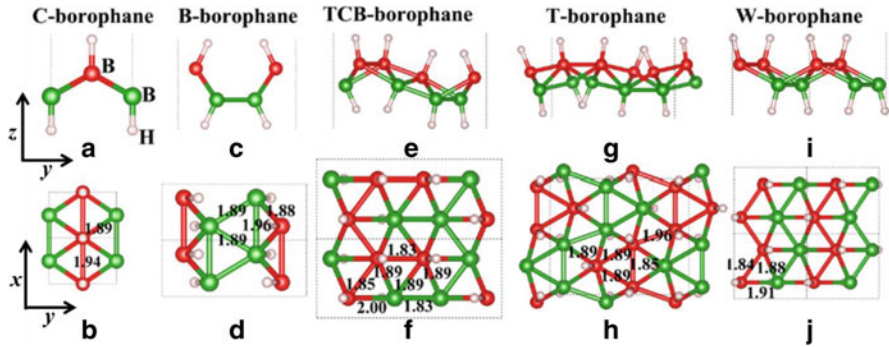 C-borophane B-borophane TCB-borophane T-borophane W-borophane
B
B
H
z
y
a c e g i
1.89
1.94
x
y
1.89 1.88
1.96
1.89
1.83
1.89 1.89
1.85 1.89
2.00 1.83
1.96
1.89 1.89
1.85
1.89
1.84 1.88
1.91
b d f h j